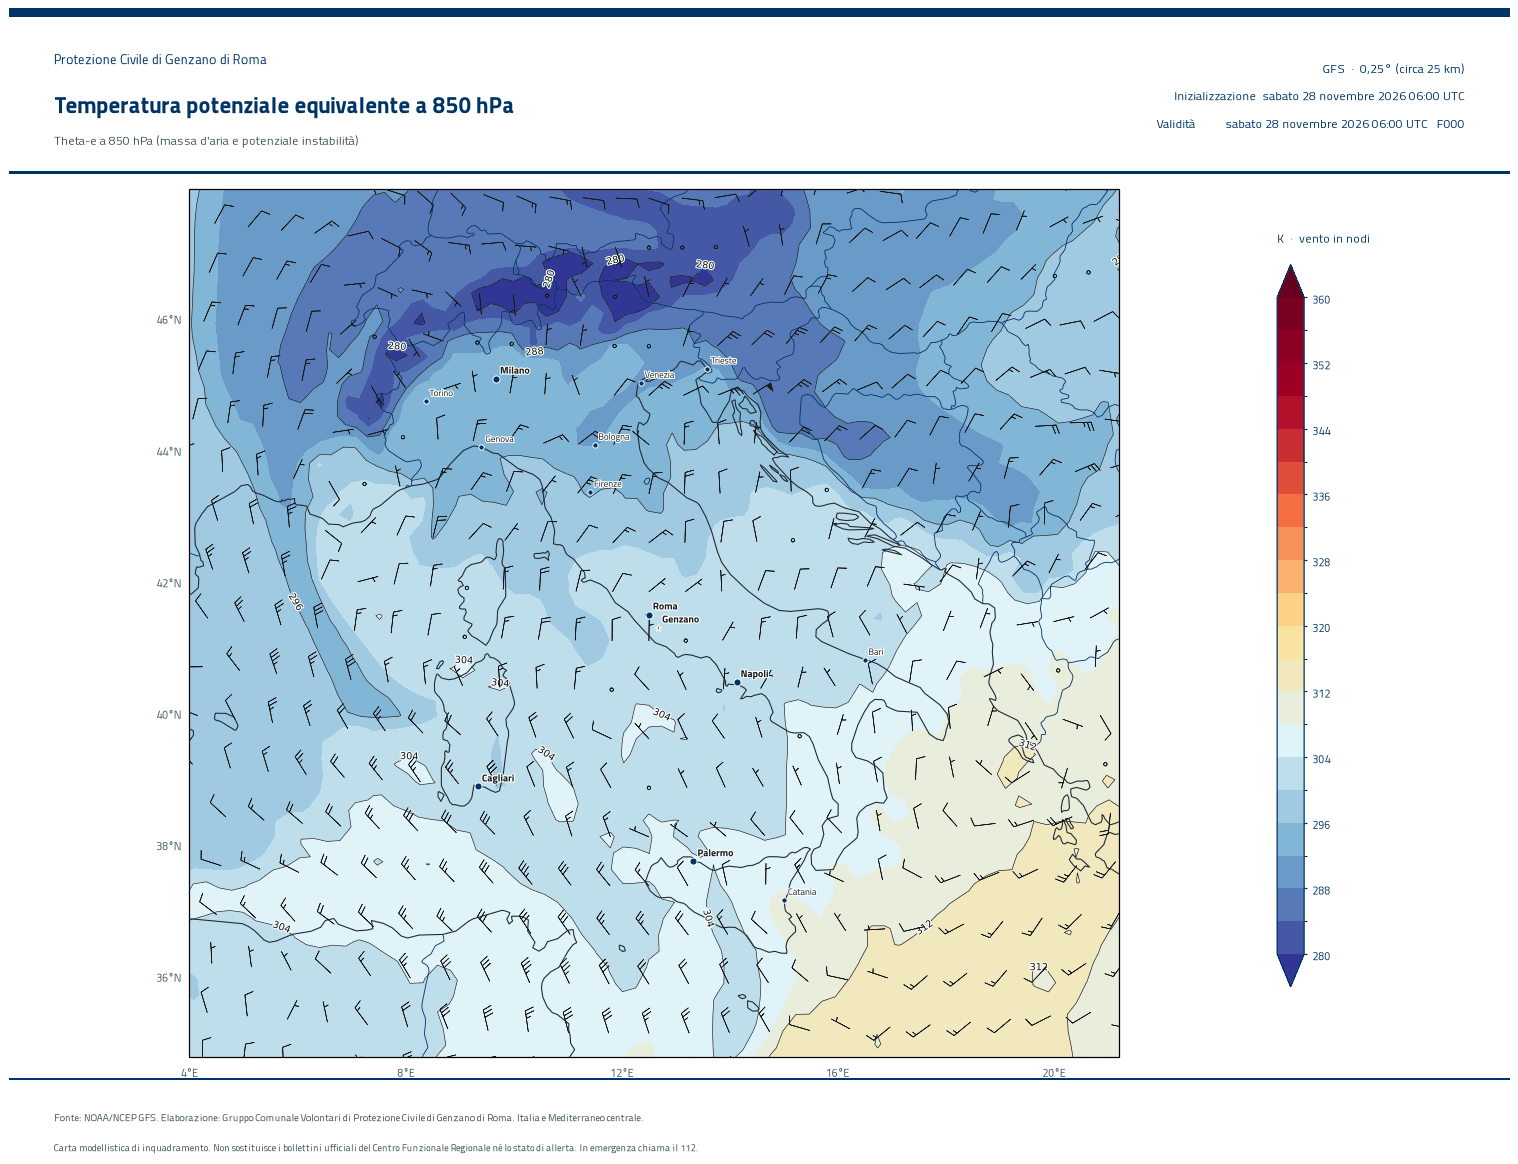 Protezione Civile di Genzano di Roma
Temperatura potenziale equivalente a 850 hPa
Theta-e a 850 hPa (massa d'aria e potenziale instabilità)
GFS · 0,25° (circa 25 km)
Inizializzazione sabato 28 novembre 2026 06:00 UTC
Validità sabato 28 novembre 2026 06:00 UTC F000
K · vento in nodi
360
352
344
336
328
320
312
304
296
288
280
46°N
44°N
42°N
40°N
38°N
36°N
4°E
8°E
12°E
16°E
20°E
280
280
280
280
288
296
304
304
304
304
304
304
304
312
312
312
Milano
Torino
Venezia
Trieste
Genova
Bologna
Firenze
Roma
Genzano
Napoli
Bari
Cagliari
Palermo
Catania
Fonte: NOAA/NCEP GFS. Elaborazione: Gruppo Comunale Volontari di Protezione Civile di Genzano di Roma. Italia e Mediterraneo centrale.
Carta modellistica di inquadramento. Non sostituisce i bollettini ufficiali del Centro Funzionale Regionale né lo stato di allerta. In emergenza chiama il 112.